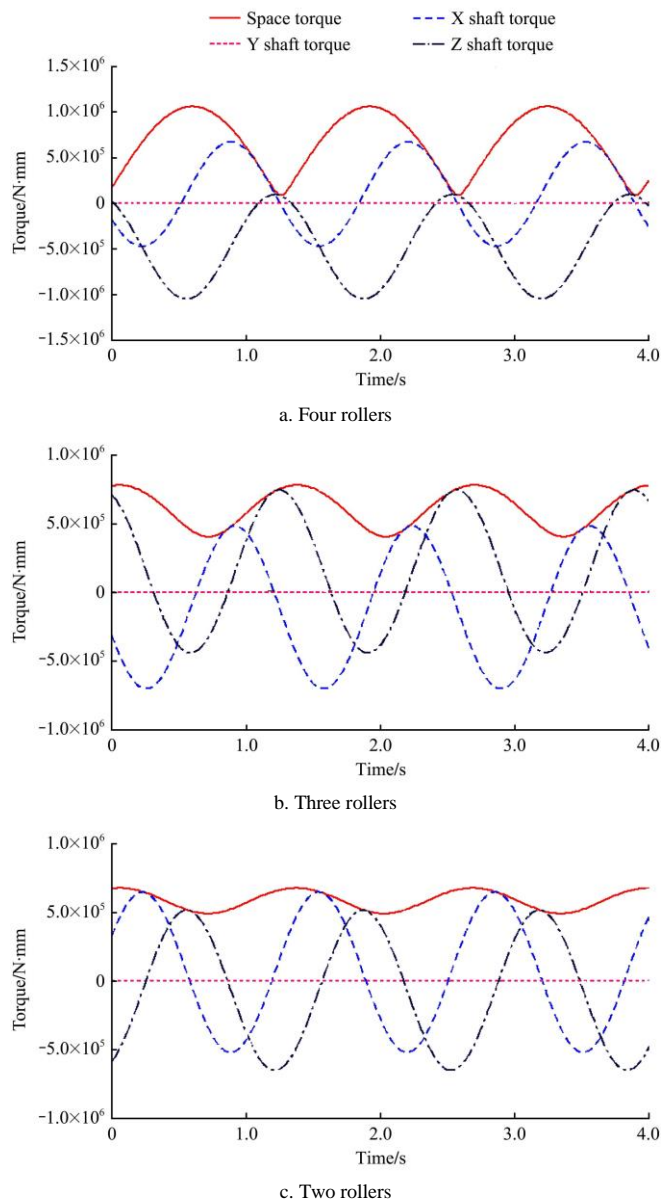 Space torque X shaft torque
Y shaft torque Z shaft torque
1.5×10⁶
1.0×10⁶
5.0×10⁵
0
−5.0×10⁵
−1.0×10⁶
−1.5×10⁶
Torque/N·mm
0 1.0 2.0 3.0 4.0
Time/s
a. Four rollers
1.0×10⁶
5.0×10⁵
0
−5.0×10⁵
−1.0×10⁶
Torque/N·mm
0 1.0 2.0 3.0 4.0
Time/s
b. Three rollers
1.0×10⁶
5.0×10⁵
0
−5.0×10⁵
−1.0×10⁶
Torque/N·mm
0 1.0 2.0 3.0 4.0
Time/s
c. Two rollers